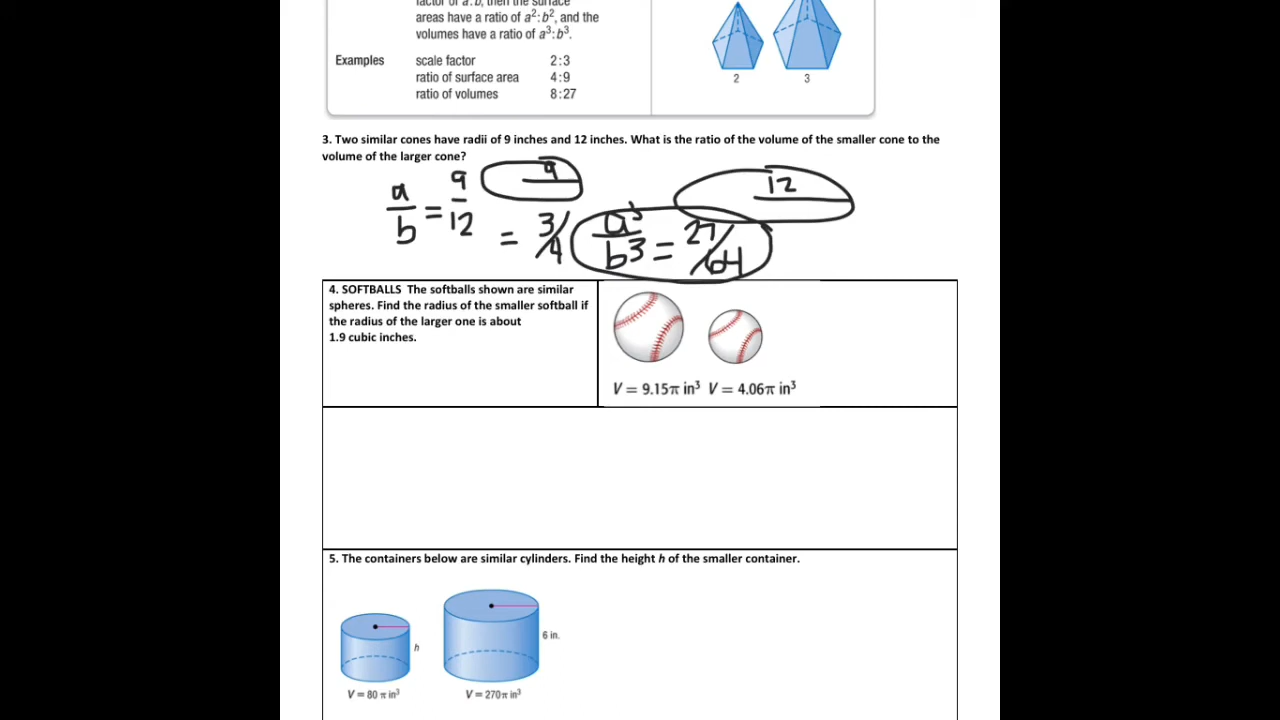 factor of a:b, then the surface
areas have a ratio of a²:b², and the
volumes have a ratio of a³:b³.
Examples scale factor 2:3
ratio of surface area 4:9
ratio of volumes 8:27
2 3
3. Two similar cones have radii of 9 inches and 12 inches. What is the ratio of the volume of the smaller cone to the
volume of the larger cone?
9 12
a/b = 9/12 = 3/4 a³/b³ = 27/64
4. SOFTBALLS The softballs shown are similar
spheres. Find the radius of the smaller softball if
the radius of the larger one is about
1.9 cubic inches.
V = 9.15π in³ V = 4.06π in³
5. The containers below are similar cylinders. Find the height h of the smaller container.
6 in.
h
V = 80 π in³ V = 270π in³